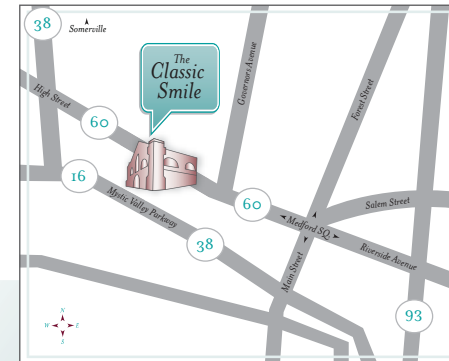 38
Somerville
The
Classic
Smile
Governors Avenue
Forest Street
High Street
60
16
Mystic Valley Parkway
60
Salem Street
Medford SQ.
38
Riverside Avenue
Main Street
93
N
W
E
S